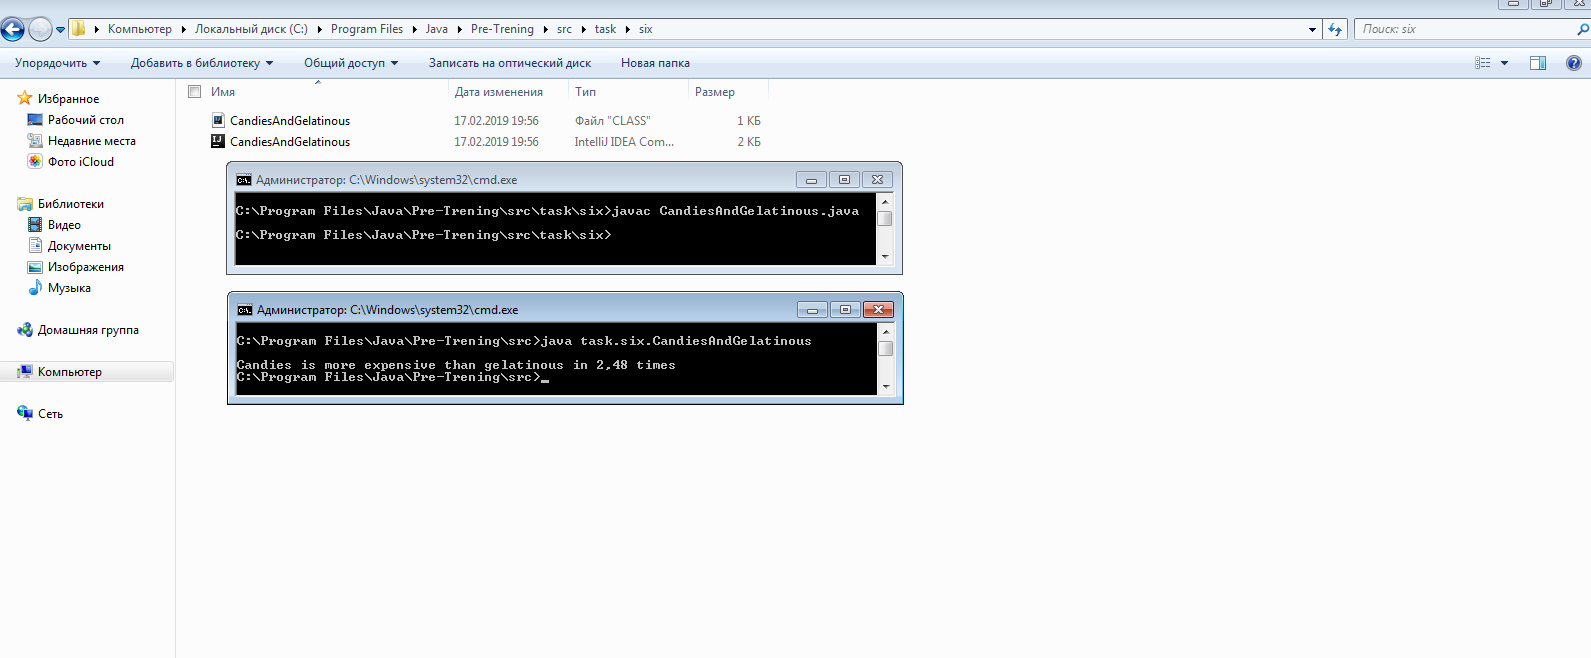 Компьютер Локальный диск (C:) Program Files Java Pre-Trening src task six
Поиск: six
Упорядочить Добавить в библиотеку Общий доступ Записать на оптический диск Новая папка
Избранное
Рабочий стол
Недавние места
Фото iCloud
Библиотеки
Видео
Документы
Изображения
Музыка
Домашняя группа
Компьютер
Сеть
Имя Дата изменения Тип Размер
CandiesAndGelatinous 17.02.2019 19:56 Файл "CLASS" 1 КБ
CandiesAndGelatinous 17.02.2019 19:56 IntelliJ IDEA Com... 2 КБ
Администратор: C:\Windows\system32\cmd.exe
C:\Program Files\Java\Pre-Trening\src\task\six>javac CandiesAndGelatinous.java
C:\Program Files\Java\Pre-Trening\src\task\six>
Администратор: C:\Windows\system32\cmd.exe
C:\Program Files\Java\Pre-Trening\src>java task.six.CandiesAndGelatinous
Candies is more expensive than gelatinous in 2,48 times
C:\Program Files\Java\Pre-Trening\src>_